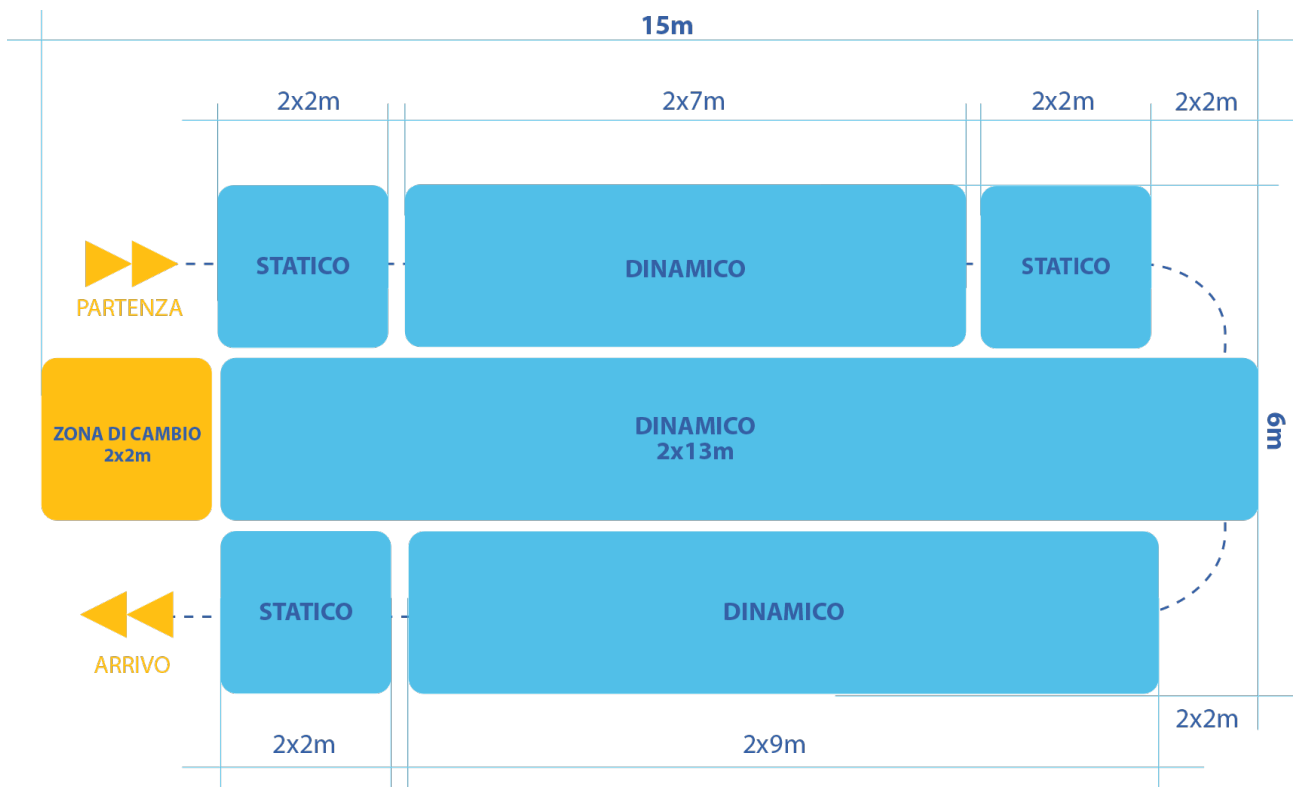 15m
2x2m
2x7m
2x2m
2x2m
STATICO
DINAMICO
STATICO
PARTENZA
ZONA DI CAMBIO
2x2m
DINAMICO
2x13m
6m
STATICO
DINAMICO
ARRIVO
2x2m
2x2m
2x9m